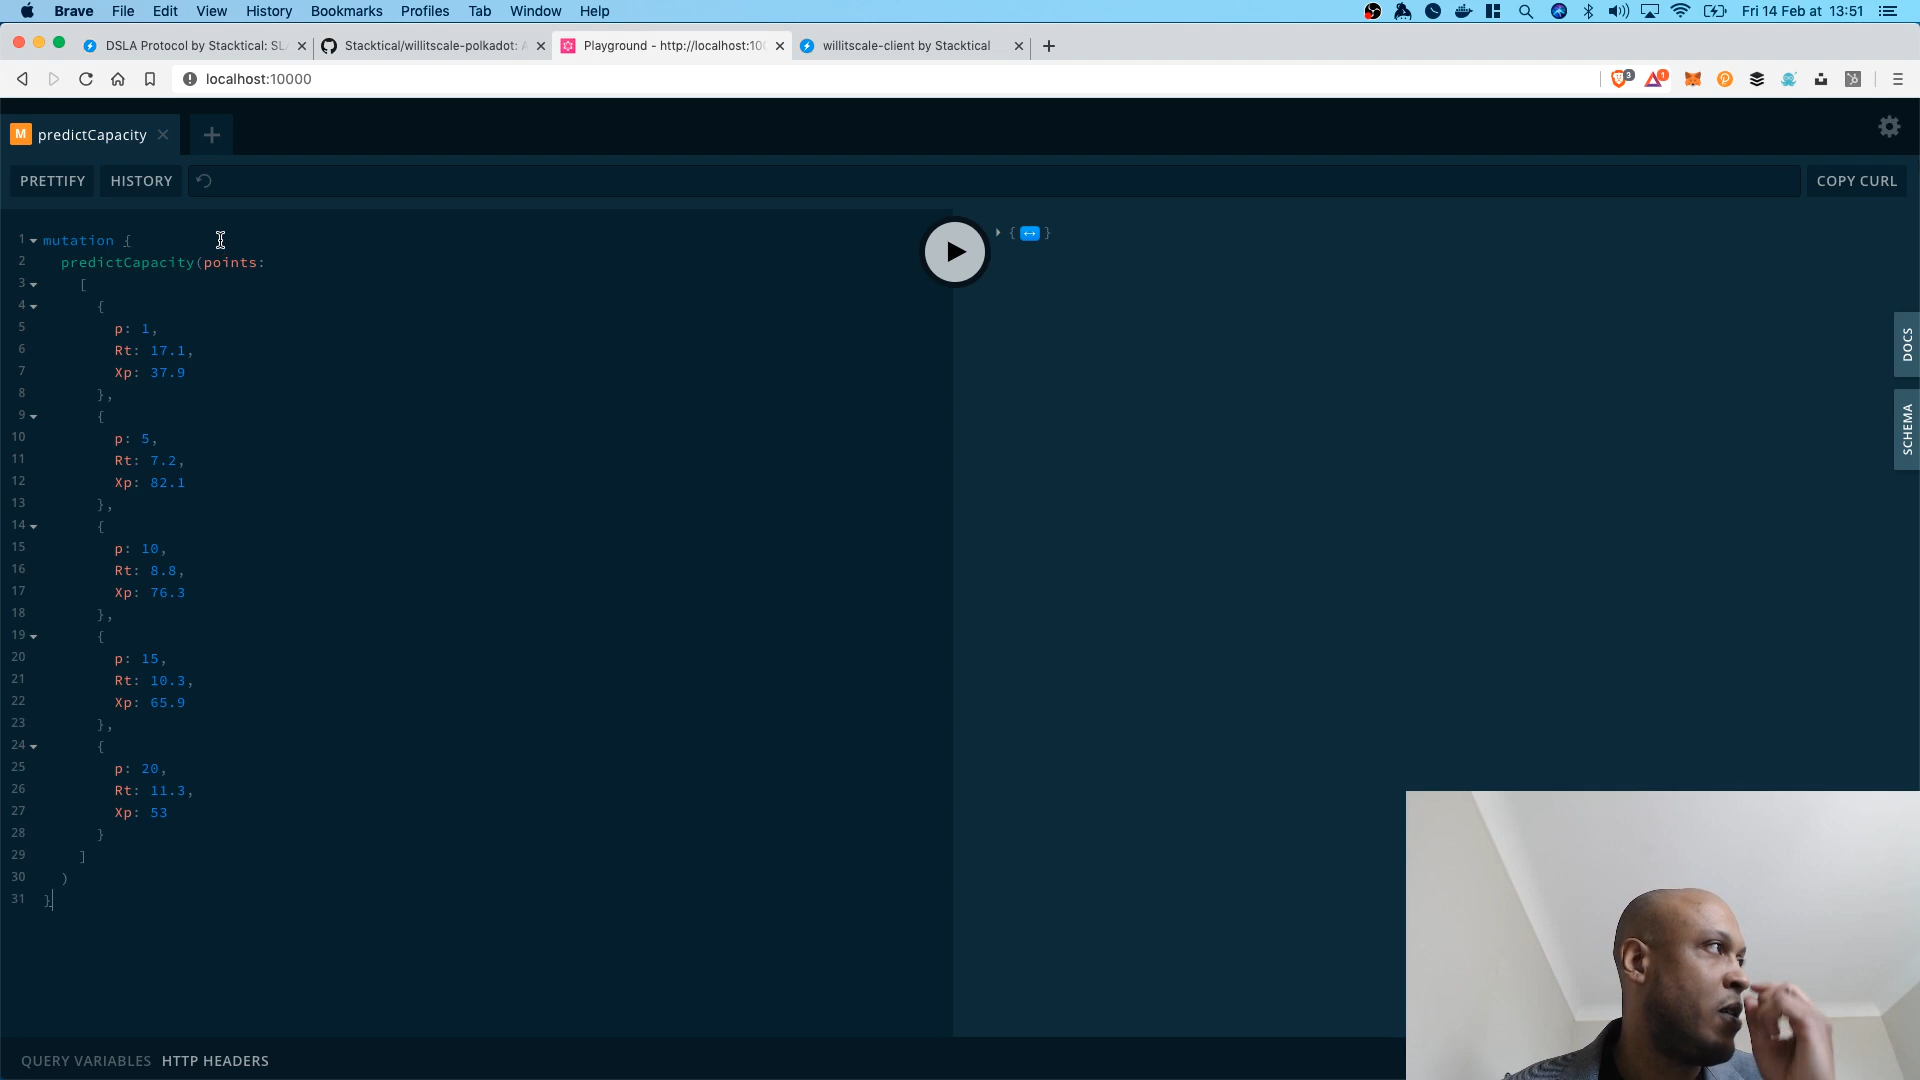 Brave File Edit View History Bookmarks Profiles Tab Window Help Fri 14 Feb at 13:51
DSLA Protocol by Stacktical: SL Stacktical/willitscale-polkadot: Playground - http://localhost:10 willitscale-client by Stacktical
localhost:10000 3 1
M predictCapacity
PRETTIFY HISTORY COPY CURL
1 mutation { { }
2 predictCapacity(points:
3 [
4 {
5 p: 1,
6 Rt: 17.1,
7 Xp: 37.9
8 },
9 {
10 p: 5,
11 Rt: 7.2,
12 Xp: 82.1
13 },
14 {
15 p: 10,
16 Rt: 8.8,
17 Xp: 76.3
18 },
19 {
20 p: 15,
21 Rt: 10.3,
22 Xp: 65.9
23 },
24 {
25 p: 20,
26 Rt: 11.3,
27 Xp: 53
28 }
29 ]
30 )
31 }
DOCS
SCHEMA
QUERY VARIABLES HTTP HEADERS